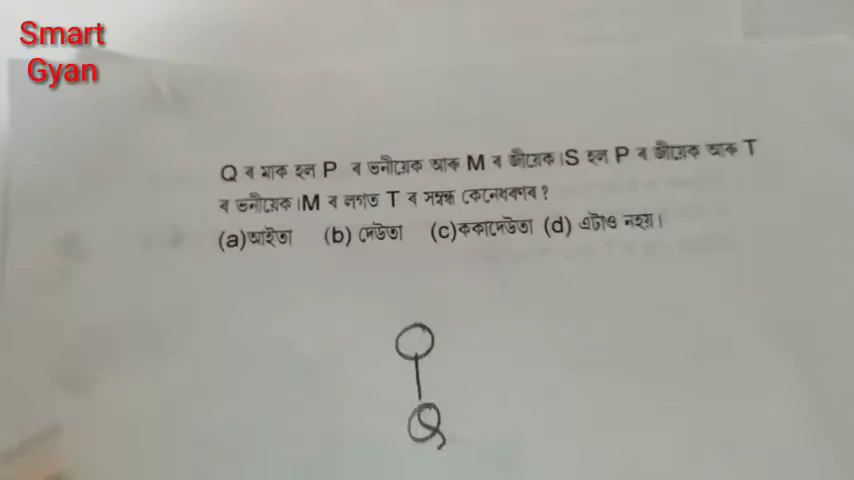 Smart
Gyan
Q ৰ মাক হল P ৰ ভনীয়েক আৰু M ৰ জীয়েক।S হল P ৰ জীয়েক আৰু T
ৰ ভনীয়েক।M ৰ লগত T ৰ সম্বন্ধ কেনেধৰণৰ?
(a)আইতা (b) দেউতা (c)ককাদেউতা (d) এটাও নহয়।
Q